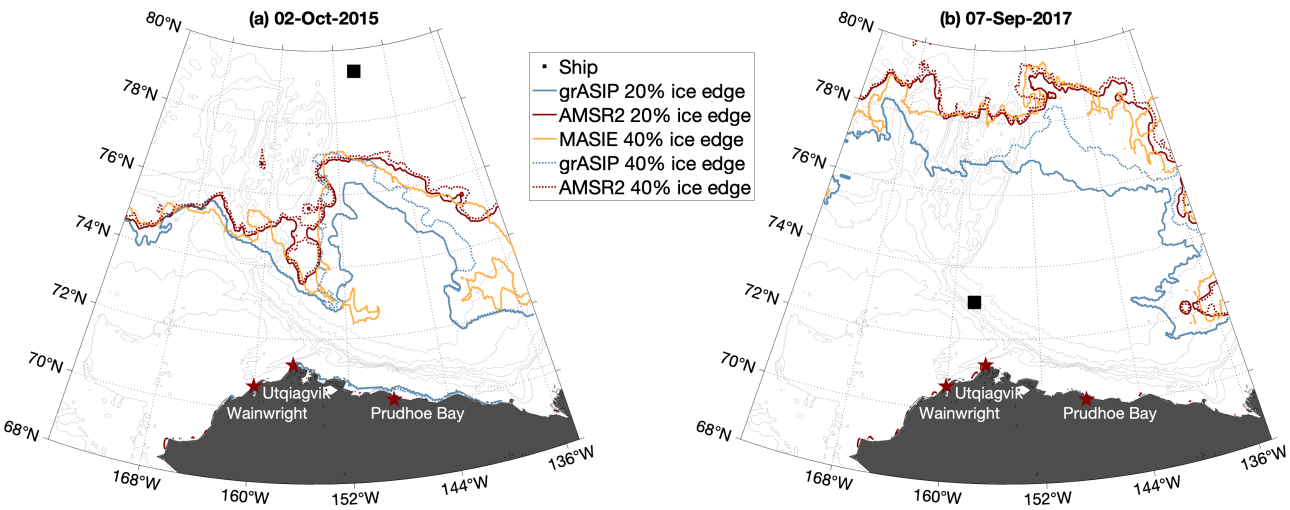 (a) 02-Oct-2015
80°N
78°N
76°N
74°N
72°N
70°N
68°N
168°W
160°W
152°W
144°W
136°W
Utqiagvik
Wainwright
Prudhoe Bay
Ship
grASIP 20% ice edge
AMSR2 20% ice edge
MASIE 40% ice edge
grASIP 40% ice edge
AMSR2 40% ice edge
(b) 07-Sep-2017
80°N
78°N
76°N
74°N
72°N
70°N
68°N
168°W
160°W
152°W
144°W
136°W
Utqiagvik
Wainwright
Prudhoe Bay